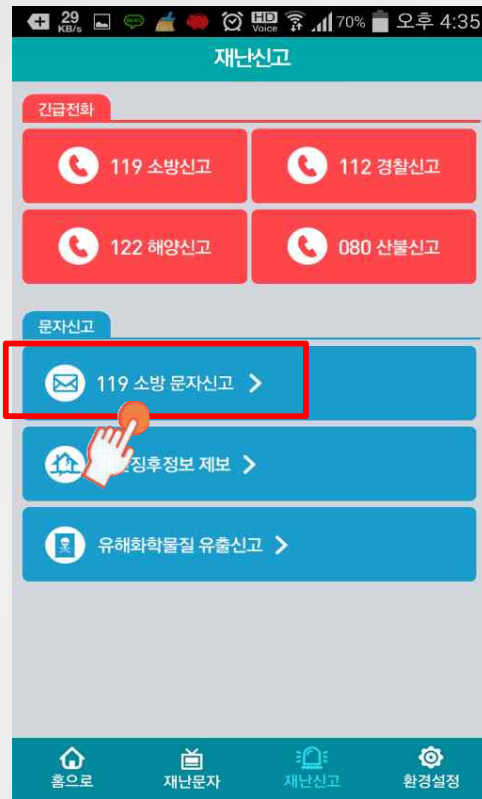 29 KB/s HD Voice 70% 오후 4:35
재난신고
긴급전화
119 소방신고 112 경찰신고
122 해양신고 080 산불신고
문자신고
119 소방 문자신고 >
징후정보 제보 >
유해화학물질 유출신고 >
홈으로 재난문자 재난신고 환경설정